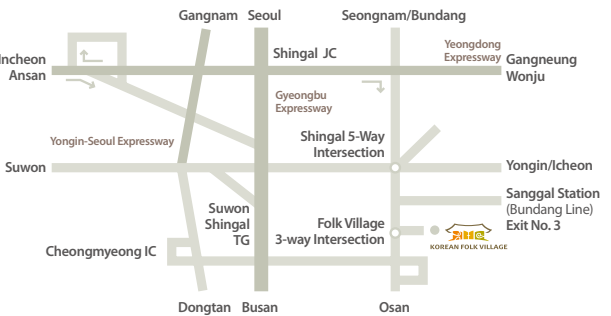 Gangnam Seoul Seongnam/Bundang
Yeongdong
Expressway
Shingal JC
Incheon
Ansan
Gangneung
Wonju
Gyeongbu
Expressway
Yongin-Seoul Expressway
Shingal 5-Way
Intersection
Suwon
Yongin/Icheon
Sanggal Station
(Bundang Line)
Exit No. 3
Suwon
Shingal
TG
Folk Village
3-way Intersection
KOREAN FOLK VILLAGE
Cheongmyeong IC
Dongtan Busan Osan